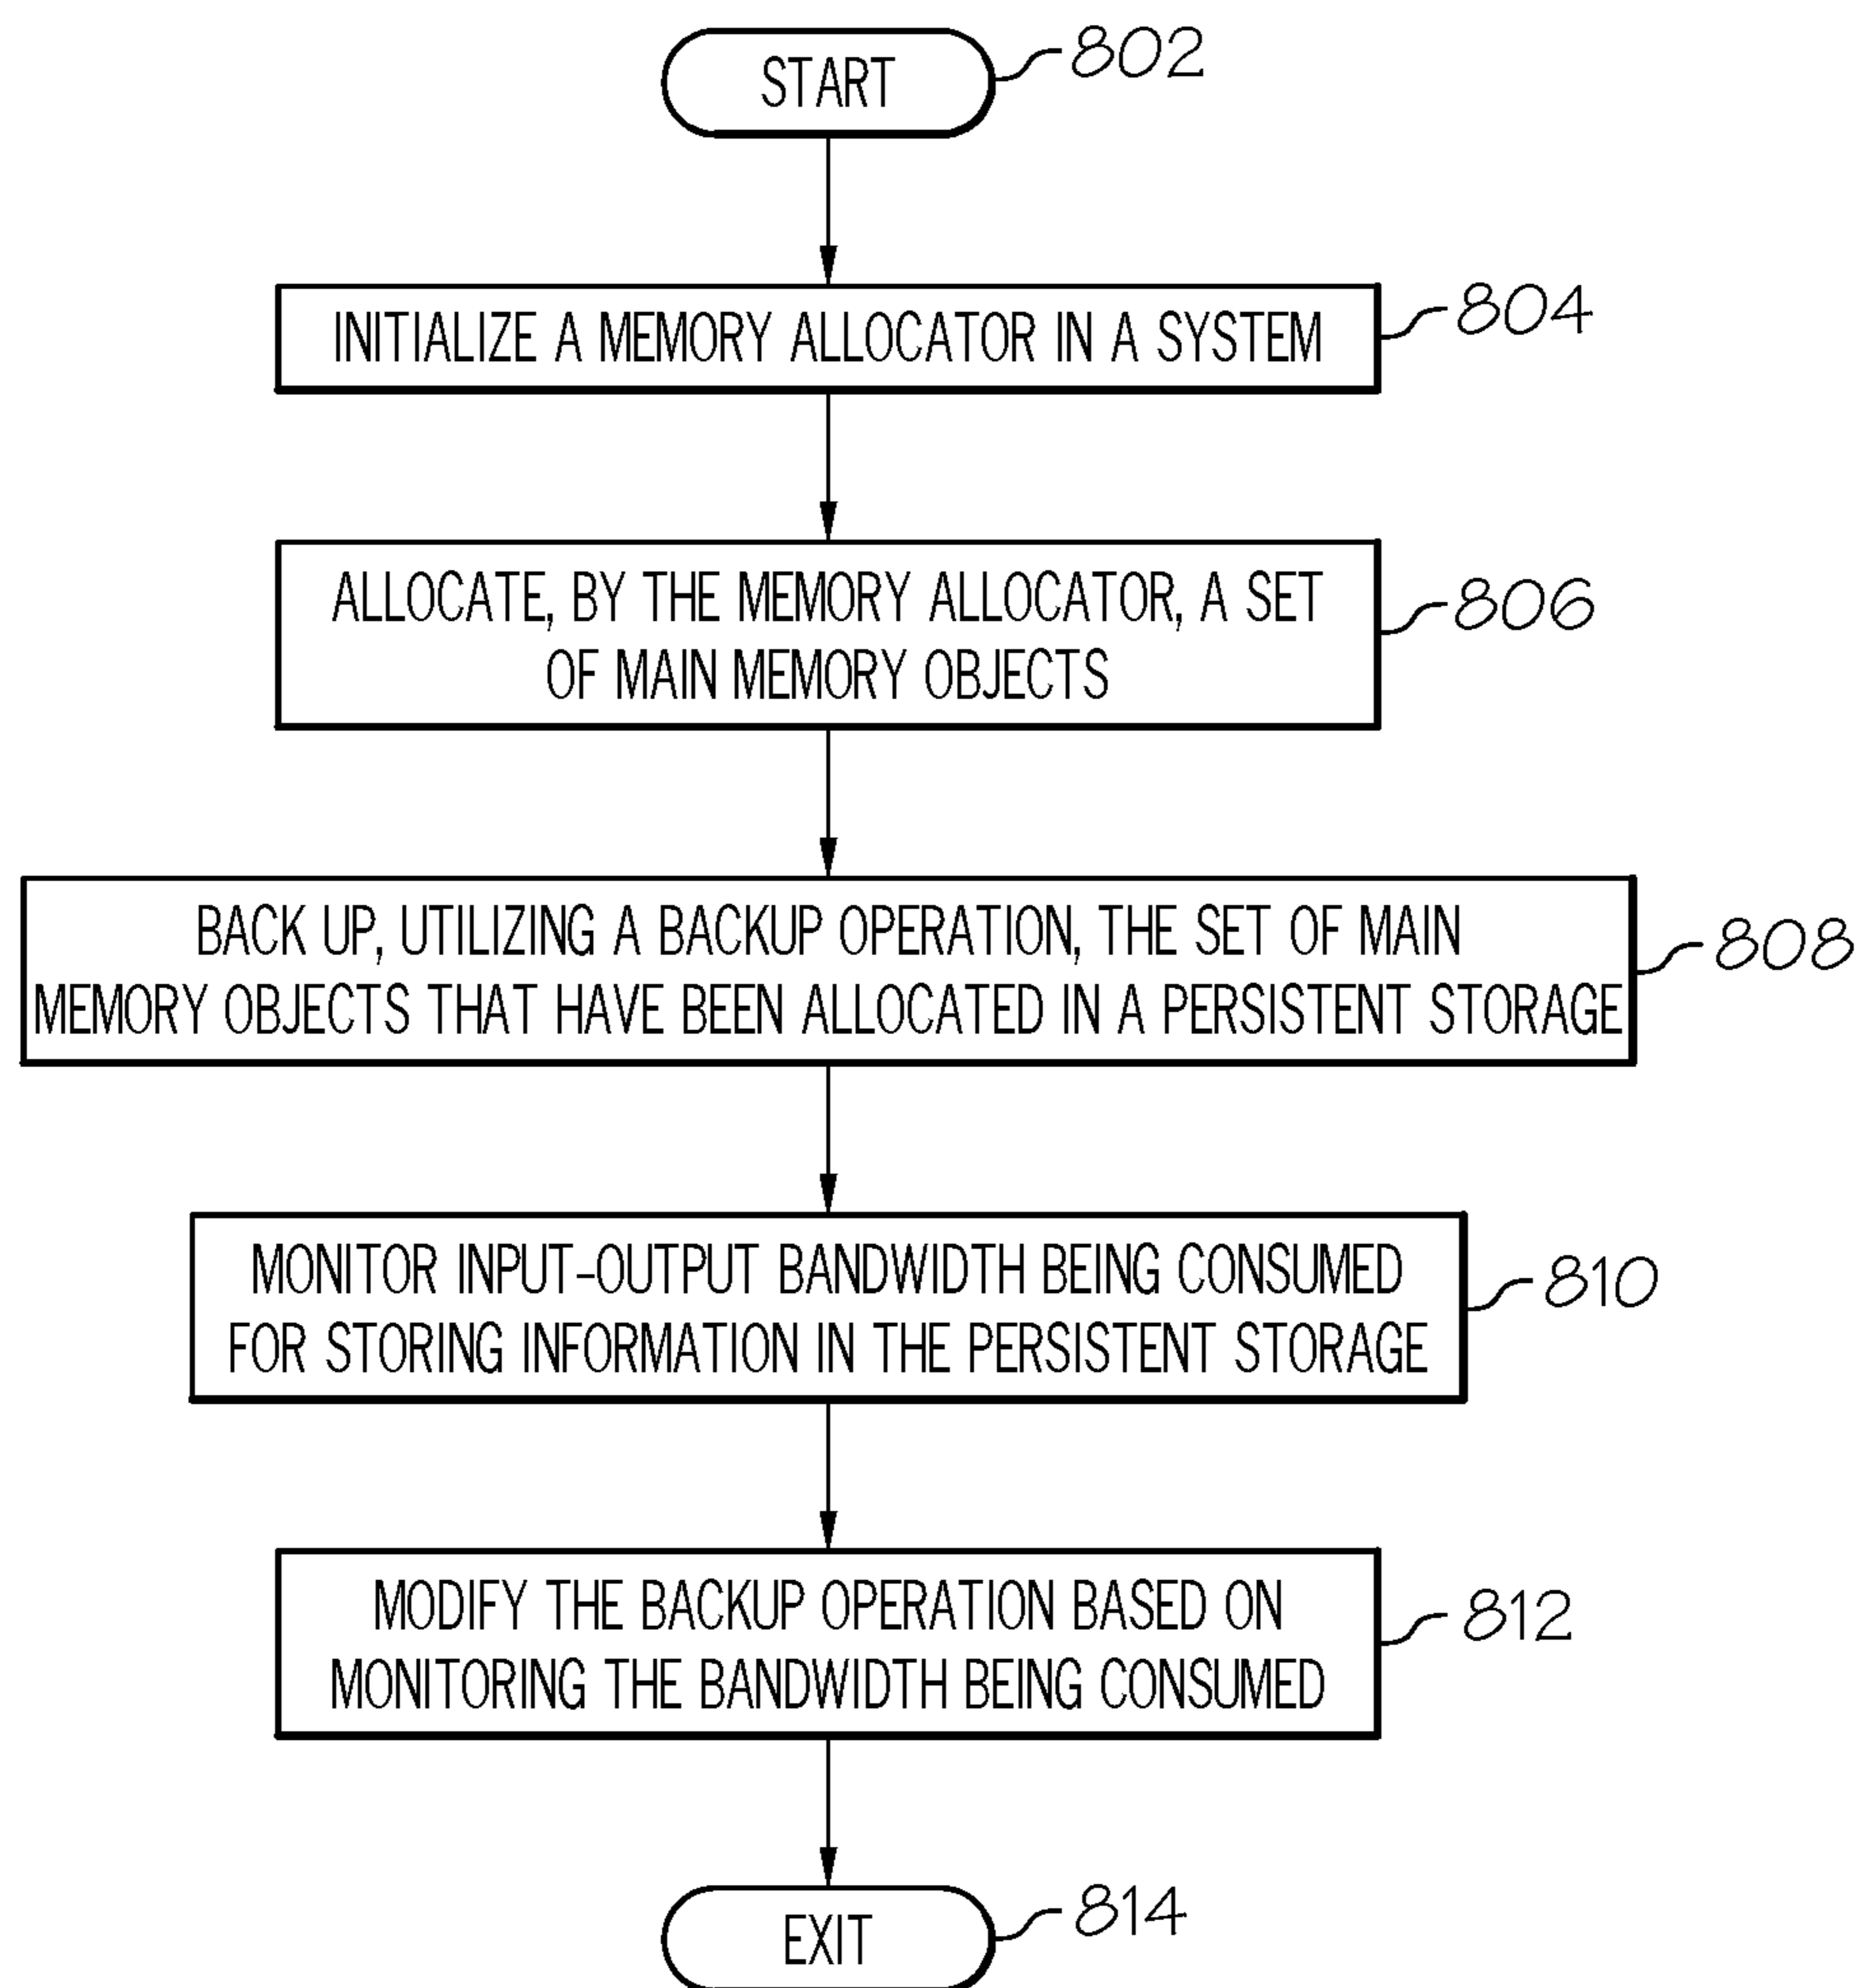 START
802
INITIALIZE A MEMORY ALLOCATOR IN A SYSTEM
804
ALLOCATE, BY THE MEMORY ALLOCATOR, A SET
OF MAIN MEMORY OBJECTS
806
BACK UP, UTILIZING A BACKUP OPERATION, THE SET OF MAIN
MEMORY OBJECTS THAT HAVE BEEN ALLOCATED IN A PERSISTENT STORAGE
808
MONITOR INPUT-OUTPUT BANDWIDTH BEING CONSUMED
FOR STORING INFORMATION IN THE PERSISTENT STORAGE
810
MODIFY THE BACKUP OPERATION BASED ON
MONITORING THE BANDWIDTH BEING CONSUMED
812
EXIT
814